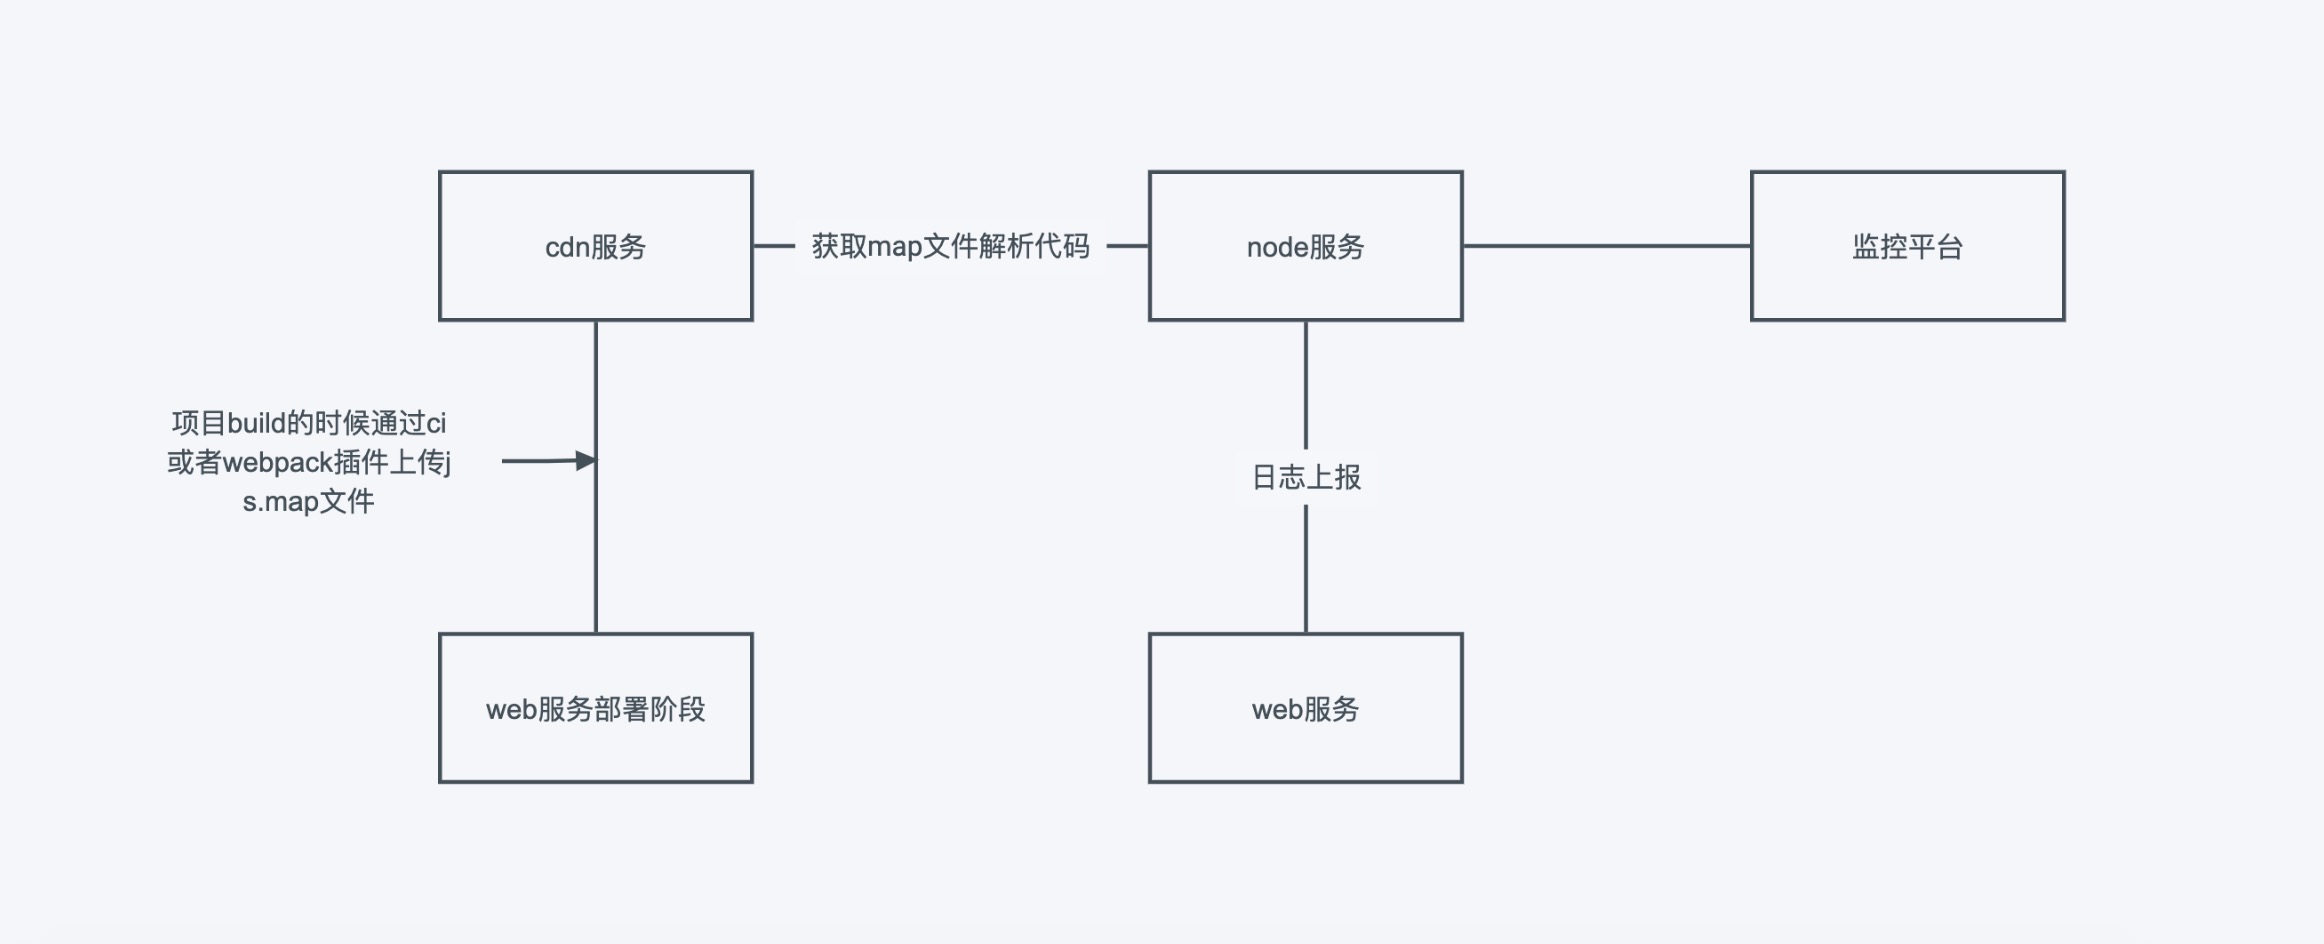 cdn服务
获取map文件解析代码
node服务
监控平台
项目build的时候通过ci
或者webpack插件上传j
s.map文件
日志上报
web服务部署阶段
web服务